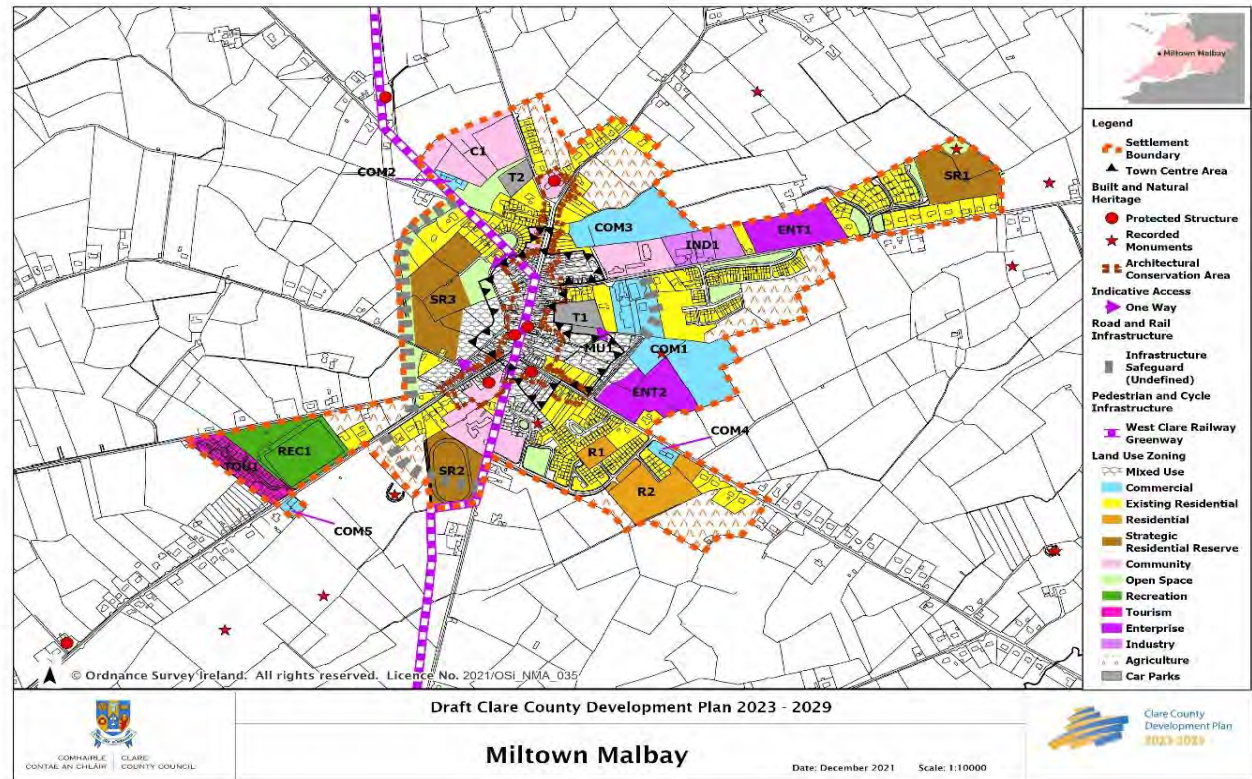 C1
COM2
T2
SR1
COM3
IND1
ENT1
SR3
T1
MU1
COM1
ENT2
COM4
REC1
TOU1
SR2
R1
R2
COM5
© Ordnance Survey Ireland. All rights reserved. Licence No. 2021/OSi_NMA_035
Miltown Malbay
Legend
Settlement
Boundary
Town Centre Area
Built and Natural
Heritage
Protected Structure
Recorded
Monuments
Architectural
Conservation Area
Indicative Access
One Way
Road and Rail
Infrastructure
Infrastructure
Safeguard
(Undefined)
Pedestrian and Cycle
Infrastructure
West Clare Railway
Greenway
Land Use Zoning
Mixed Use
Commercial
Existing Residential
Residential
Strategic
Residential Reserve
Community
Open Space
Recreation
Tourism
Enterprise
Industry
Agriculture
Car Parks
COMHAIRLE CLARE
CONTAE AN CHLÁIR COUNTY COUNCIL
Draft Clare County Development Plan 2023 - 2029
Miltown Malbay
Date: December 2021 Scale: 1:10000
Clare County
Development Plan
2023-2029